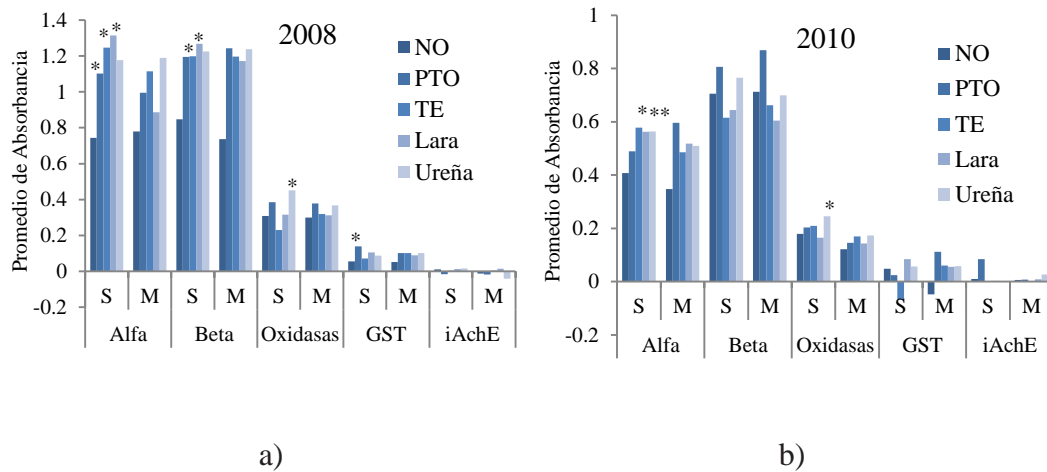 2008
Promedio de Absorbancia
1.4
1.2
1
0.8
0.6
0.4
0.2
0
-0.2
* * * * * * *
NO
PTO
TE
Lara
Ureña
S M S M S M S M S M
Alfa Beta Oxidasas GST iAchE
a)
2010
Promedio de Absorbancia
1
0.8
0.6
0.4
0.2
0
-0.2
* *** *
NO
PTO
TE
Lara
Ureña
S M S M S M S M S M
Alfa Beta Oxidasas GST iAchE
b)